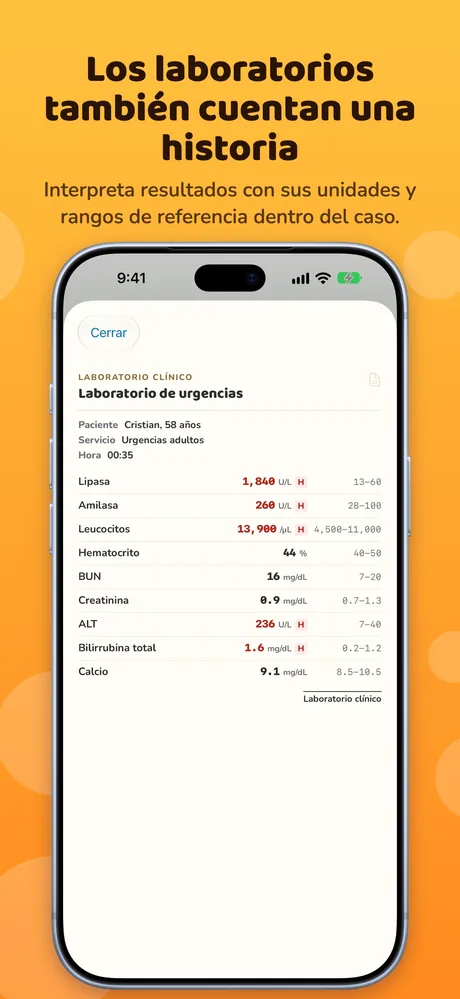 Los laboratorios
también cuentan una
historia
Interpreta resultados con sus unidades y
rangos de referencia dentro del caso.
9:41
Cerrar
LABORATORIO CLÍNICO
Laboratorio de urgencias
Paciente Cristian, 58 años
Servicio Urgencias adultos
Hora 00:35
Lipasa 1,840 U/L H 13–60
Amilasa 260 U/L H 28–100
Leucocitos 13,900 /µL H 4,500–11,000
Hematocrito 44 % 40–50
BUN 16 mg/dL 7–20
Creatinina 0.9 mg/dL 0.7–1.3
ALT 236 U/L H 7–40
Bilirrubina total 1.6 mg/dL H 0.2–1.2
Calcio 9.1 mg/dL 8.5–10.5
Laboratorio clínico